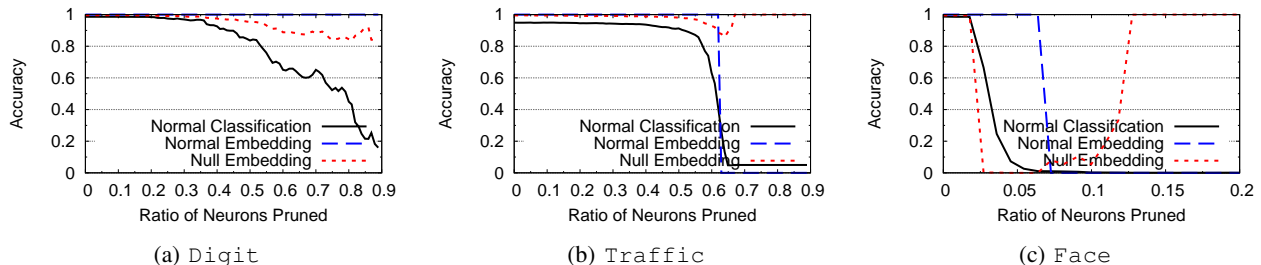 1
0.8
0.6
0.4
0.2
0
Accuracy
Normal Classification
Normal Embedding
Null Embedding
0 0.1 0.2 0.3 0.4 0.5 0.6 0.7 0.8 0.9
Ratio of Neurons Pruned
(a) Digit
1
0.8
0.6
0.4
0.2
0
Accuracy
Normal Classification
Normal Embedding
Null Embedding
0 0.1 0.2 0.3 0.4 0.5 0.6 0.7 0.8 0.9
Ratio of Neurons Pruned
(b) Traffic
1
0.8
0.6
0.4
0.2
0
Accuracy
Normal Classification
Normal Embedding
Null Embedding
0 0.05 0.1 0.15 0.2
Ratio of Neurons Pruned
(c) Face